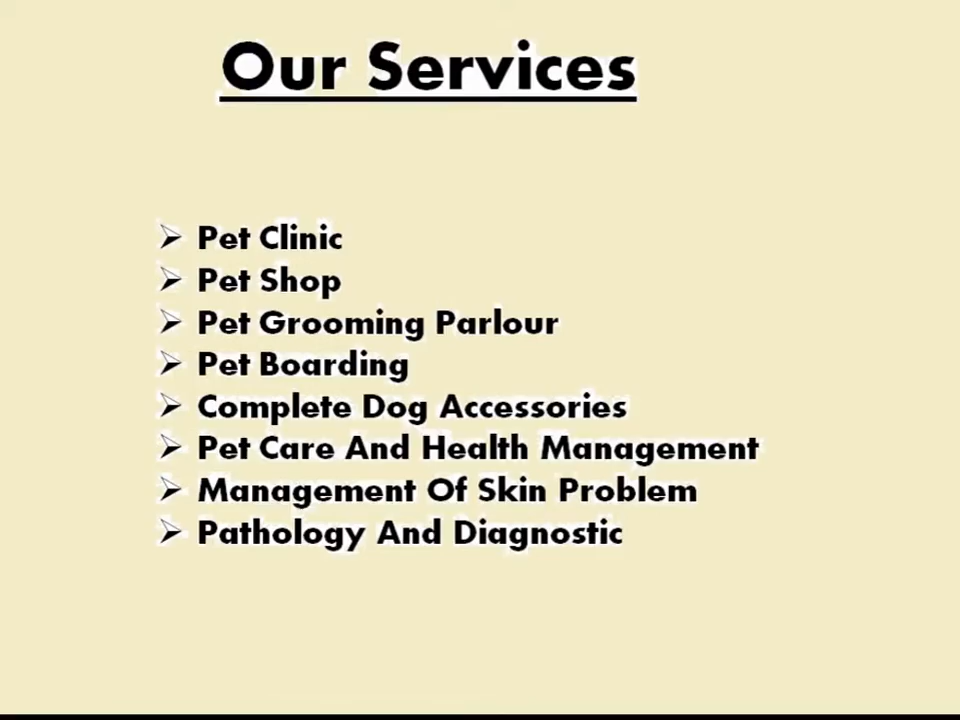 Our Services
➢ Pet Clinic
➢ Pet Shop
➢ Pet Grooming Parlour
➢ Pet Boarding
➢ Complete Dog Accessories
➢ Pet Care And Health Management
➢ Management Of Skin Problem
➢ Pathology And Diagnostic